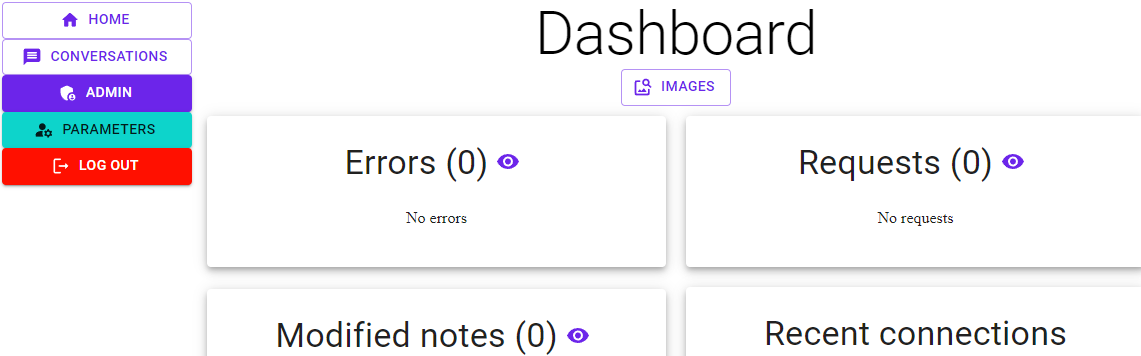 HOME
CONVERSATIONS
ADMIN
PARAMETERS
LOG OUT
Dashboard
IMAGES
Errors (0)
No errors
Requests (0)
No requests
Modified notes (0)
Recent connections